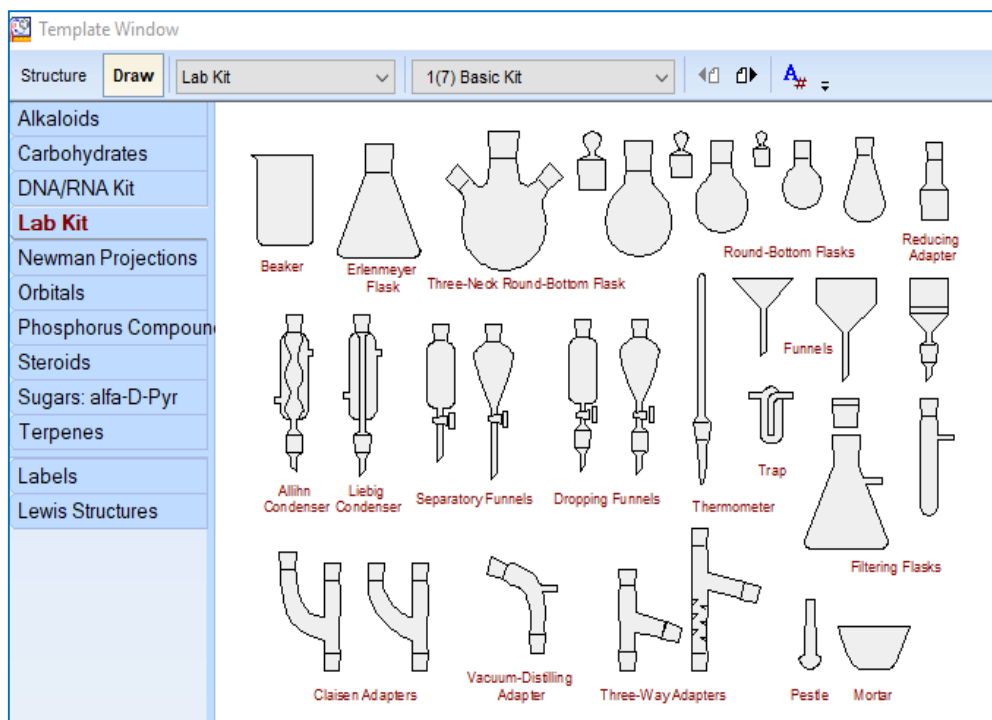 Template Window
Structure Draw Lab Kit 1(7) Basic Kit A#
Alkaloids
Carbohydrates
DNA/RNA Kit
Lab Kit
Newman Projections
Orbitals
Phosphorus Compoun
Steroids
Sugars: alfa-D-Pyr
Terpenes
Labels
Lewis Structures
Beaker
Erlenmeyer
Flask
Three-Neck Round-Bottom Flask
Round-Bottom Flasks
Reducing
Adapter
Funnels
Allihn
Condenser
Liebig
Condenser
Separatory Funnels
Dropping Funnels
Thermometer
Trap
Filtering Flasks
Claisen Adapters
Vacuum-Distilling
Adapter
Three-Way Adapters
Pestle
Mortar